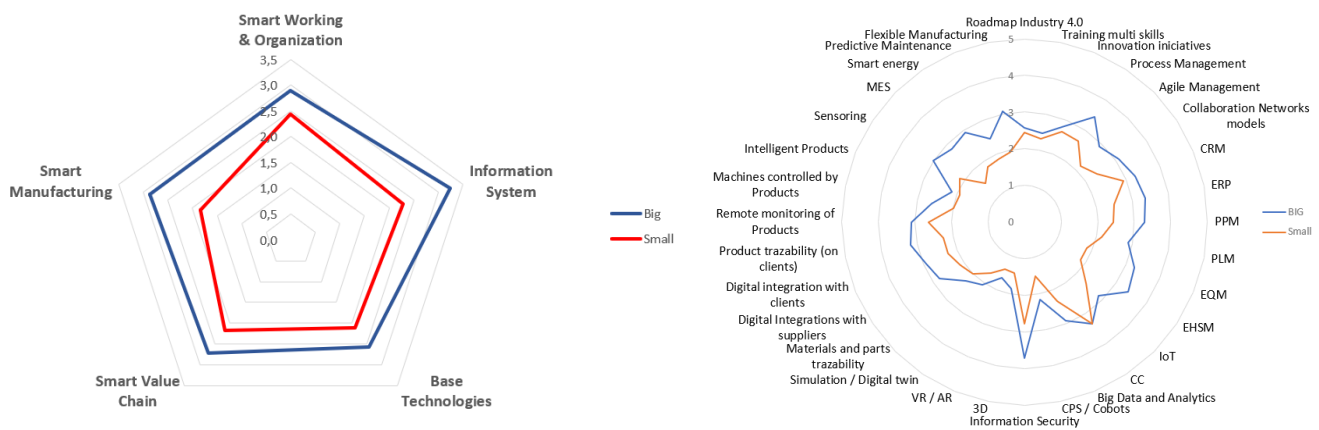 Smart Working
& Organization
3,5
3,0
2,5
2,0
1,5
1,0
0,5
0,0
Information
System
Base
Technologies
Smart Value
Chain
Smart
Manufacturing
Big
Small
Roadmap Industry 4.0
Training multi skills
Innovation iniciatives
Process Management
Agile Management
Collaboration Networks
models
CRM
ERP
PPM
PLM
EQM
EHSM
IoT
CC
Big Data and Analytics
CPS / Cobots
Information Security
3D
VR / AR
Simulation / Digital twin
Materials and parts
trazability
Digital Integrations with
suppliers
Digital integration with
clients
Product trazability (on
clients)
Remote monitoring of
Products
Machines controlled by
Products
Intelligent Products
Sensoring
MES
Smart energy
Predictive Maintenance
Flexible Manufacturing
5
4
3
2
1
0
BIG
Small